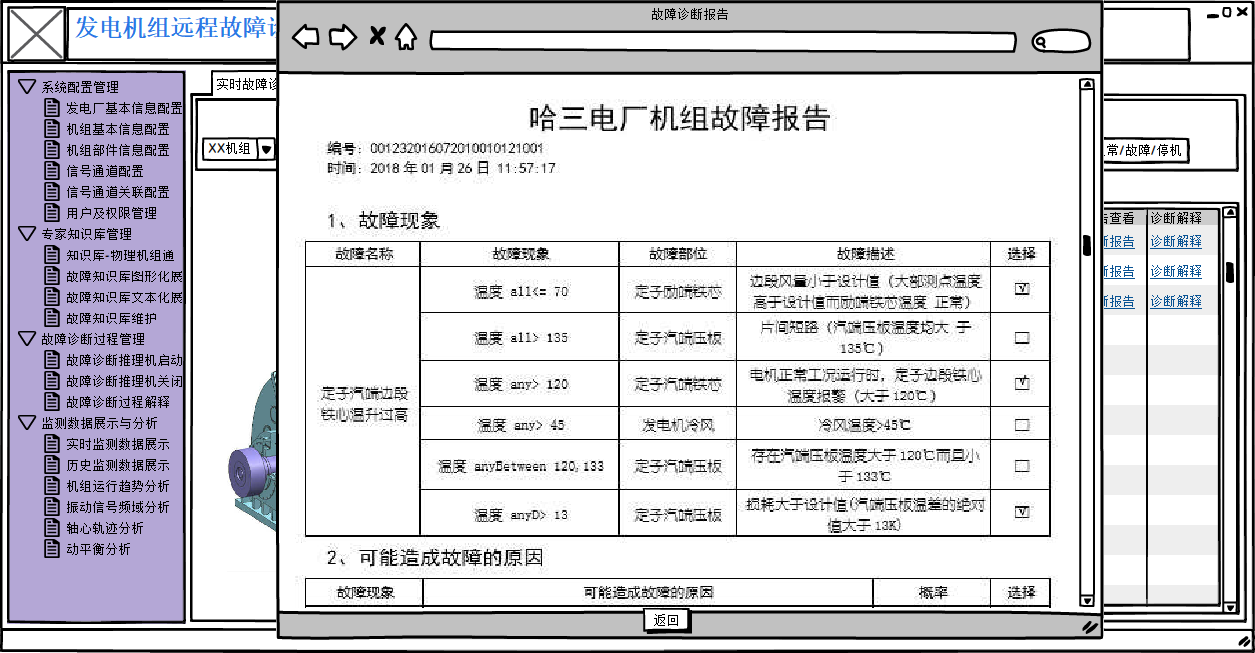 发电机组远程故障
故障诊断报告
系统配置管理
发电厂基本信息配置
机组基本信息配置
机组部件信息配置
信号通道配置
信号通道关联配置
用户及权限管理
专家知识库管理
知识库-物理机组通
故障知识库图形化展
故障知识库文本化展
故障知识库维护
故障诊断过程管理
故障诊断推理机启动
故障诊断推理机关闭
故障诊断过程解释
监测数据展示与分析
实时监测数据展示
历史监测数据展示
机组运行趋势分析
振动信号频域分析
轴心轨迹分析
动平衡分析
实时故障
XX机组
哈三电厂机组故障报告
编号: 001232016072010010121001
时间: 2018 年 01 月 26 日 11:57:17
1、故障现象
故障名称 故障现象 故障部位 故障描述 选择
定子汽端边段
铁心温升过高
温度 all<= 70 定子励端铁芯 边段风量小于设计值 (大部测点温度
高于设计值而励端铁芯温度 正常)
温度 all> 135 定子汽端压板 片间短路 (汽端压板温度均大 于
135℃)
温度 any> 120 定子汽端铁芯 电机正常工况运行时, 定子边段铁心
温度报警 (大于 120℃)
温度 any> 45 发电机冷风 冷风温度>45℃
温度 anyBetween 120,133 定子汽端压板 存在汽端压板温度大于 120℃而且小
于 133℃
温度 anyD> 13 定子汽端压板 损耗大于设计值(汽端压板温差的绝对
值大于 13K)
2、可能造成故障的原因
故障现象 可能造成故障的原因 概率 选择
返回
常/故障/停机
查看 诊断解释
报告 诊断解释
报告 诊断解释
报告 诊断解释